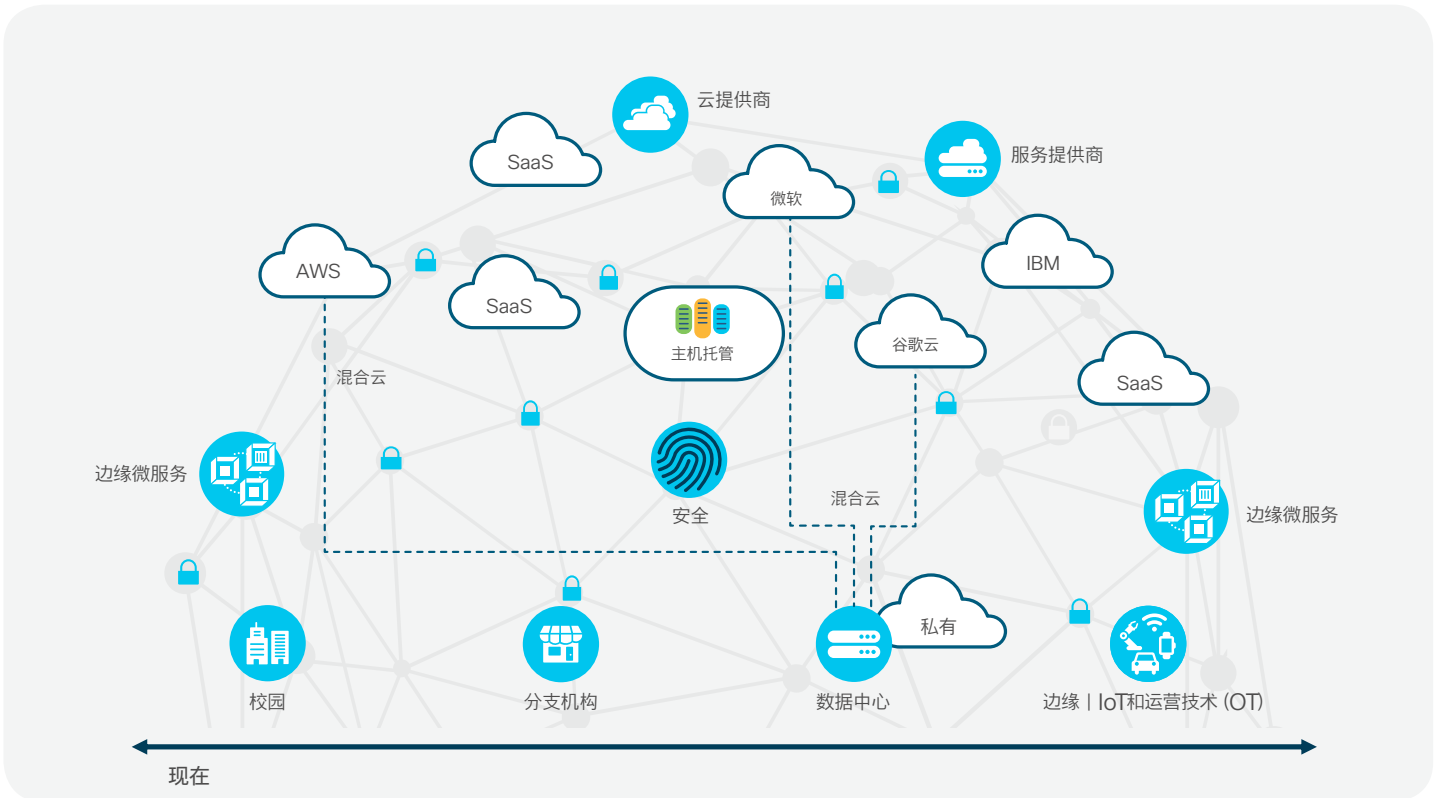 云提供商
SaaS
服务提供商
微软
AWS
IBM
SaaS
谷歌云
主机托管
混合云
SaaS
边缘微服务
混合云
安全
边缘微服务
私有
校园
分支机构
数据中心
边缘 | IoT和运营技术 (OT)
现在